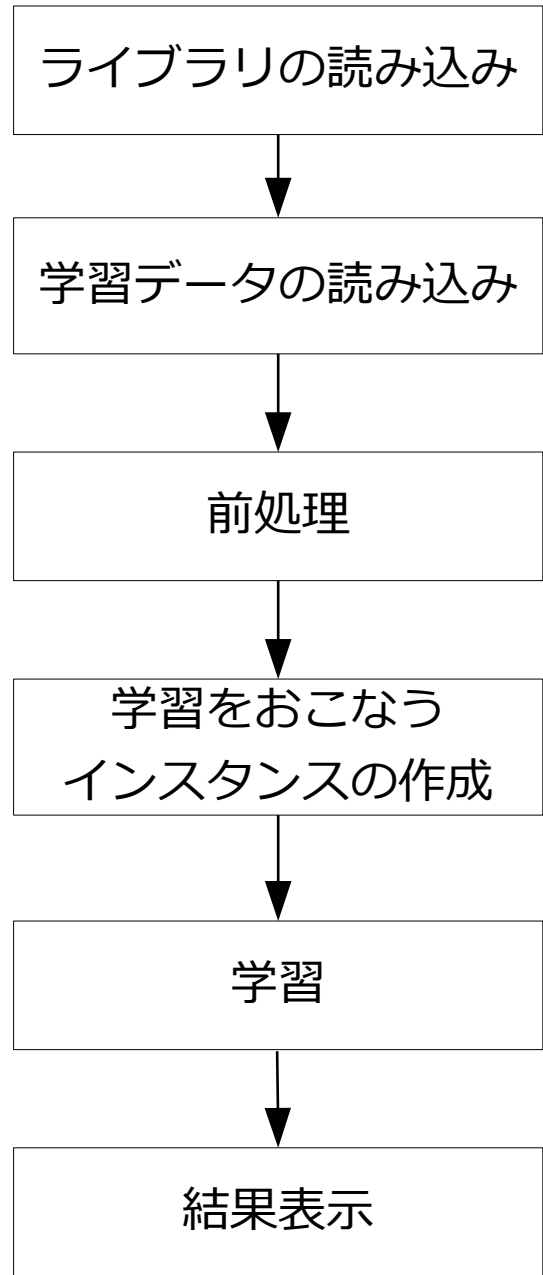 ライブラリの読み込み
学習データの読み込み
前処理
学習をおこなう
インスタンスの作成
学習
結果表示